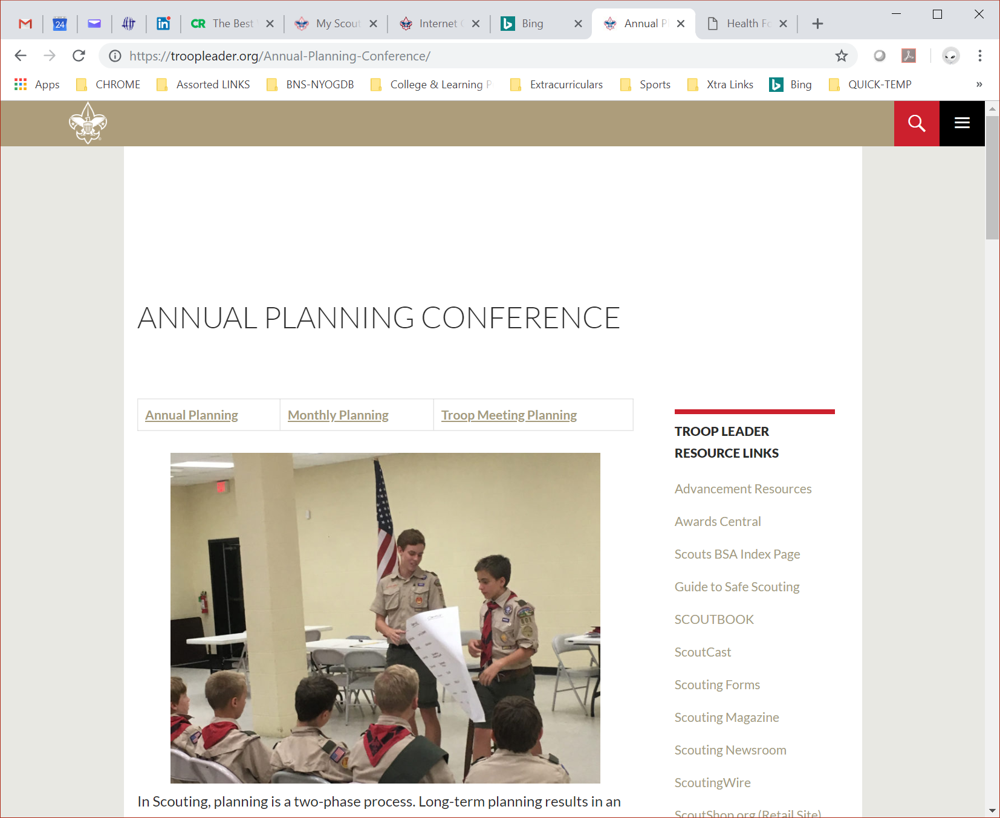 24
CR The Best
My Scout
Internet
Bing
Annual P
Health Fo
https://troopleader.org/Annual-Planning-Conference/
Apps
CHROME
Assorted LINKS
BNS-NYOGDB
College & Learning P
Extracurriculars
Sports
Xtra Links
Bing
QUICK-TEMP
»
ANNUAL PLANNING CONFERENCE
Annual Planning
Monthly Planning
Troop Meeting Planning
TROOP LEADER
RESOURCE LINKS
Advancement Resources
Awards Central
Scouts BSA Index Page
Guide to Safe Scouting
SCOUTBOOK
ScoutCast
Scouting Forms
Scouting Magazine
Scouting Newsroom
ScoutingWire
ScoutShop.org (Retail Site)
In Scouting, planning is a two-phase process. Long-term planning results in an